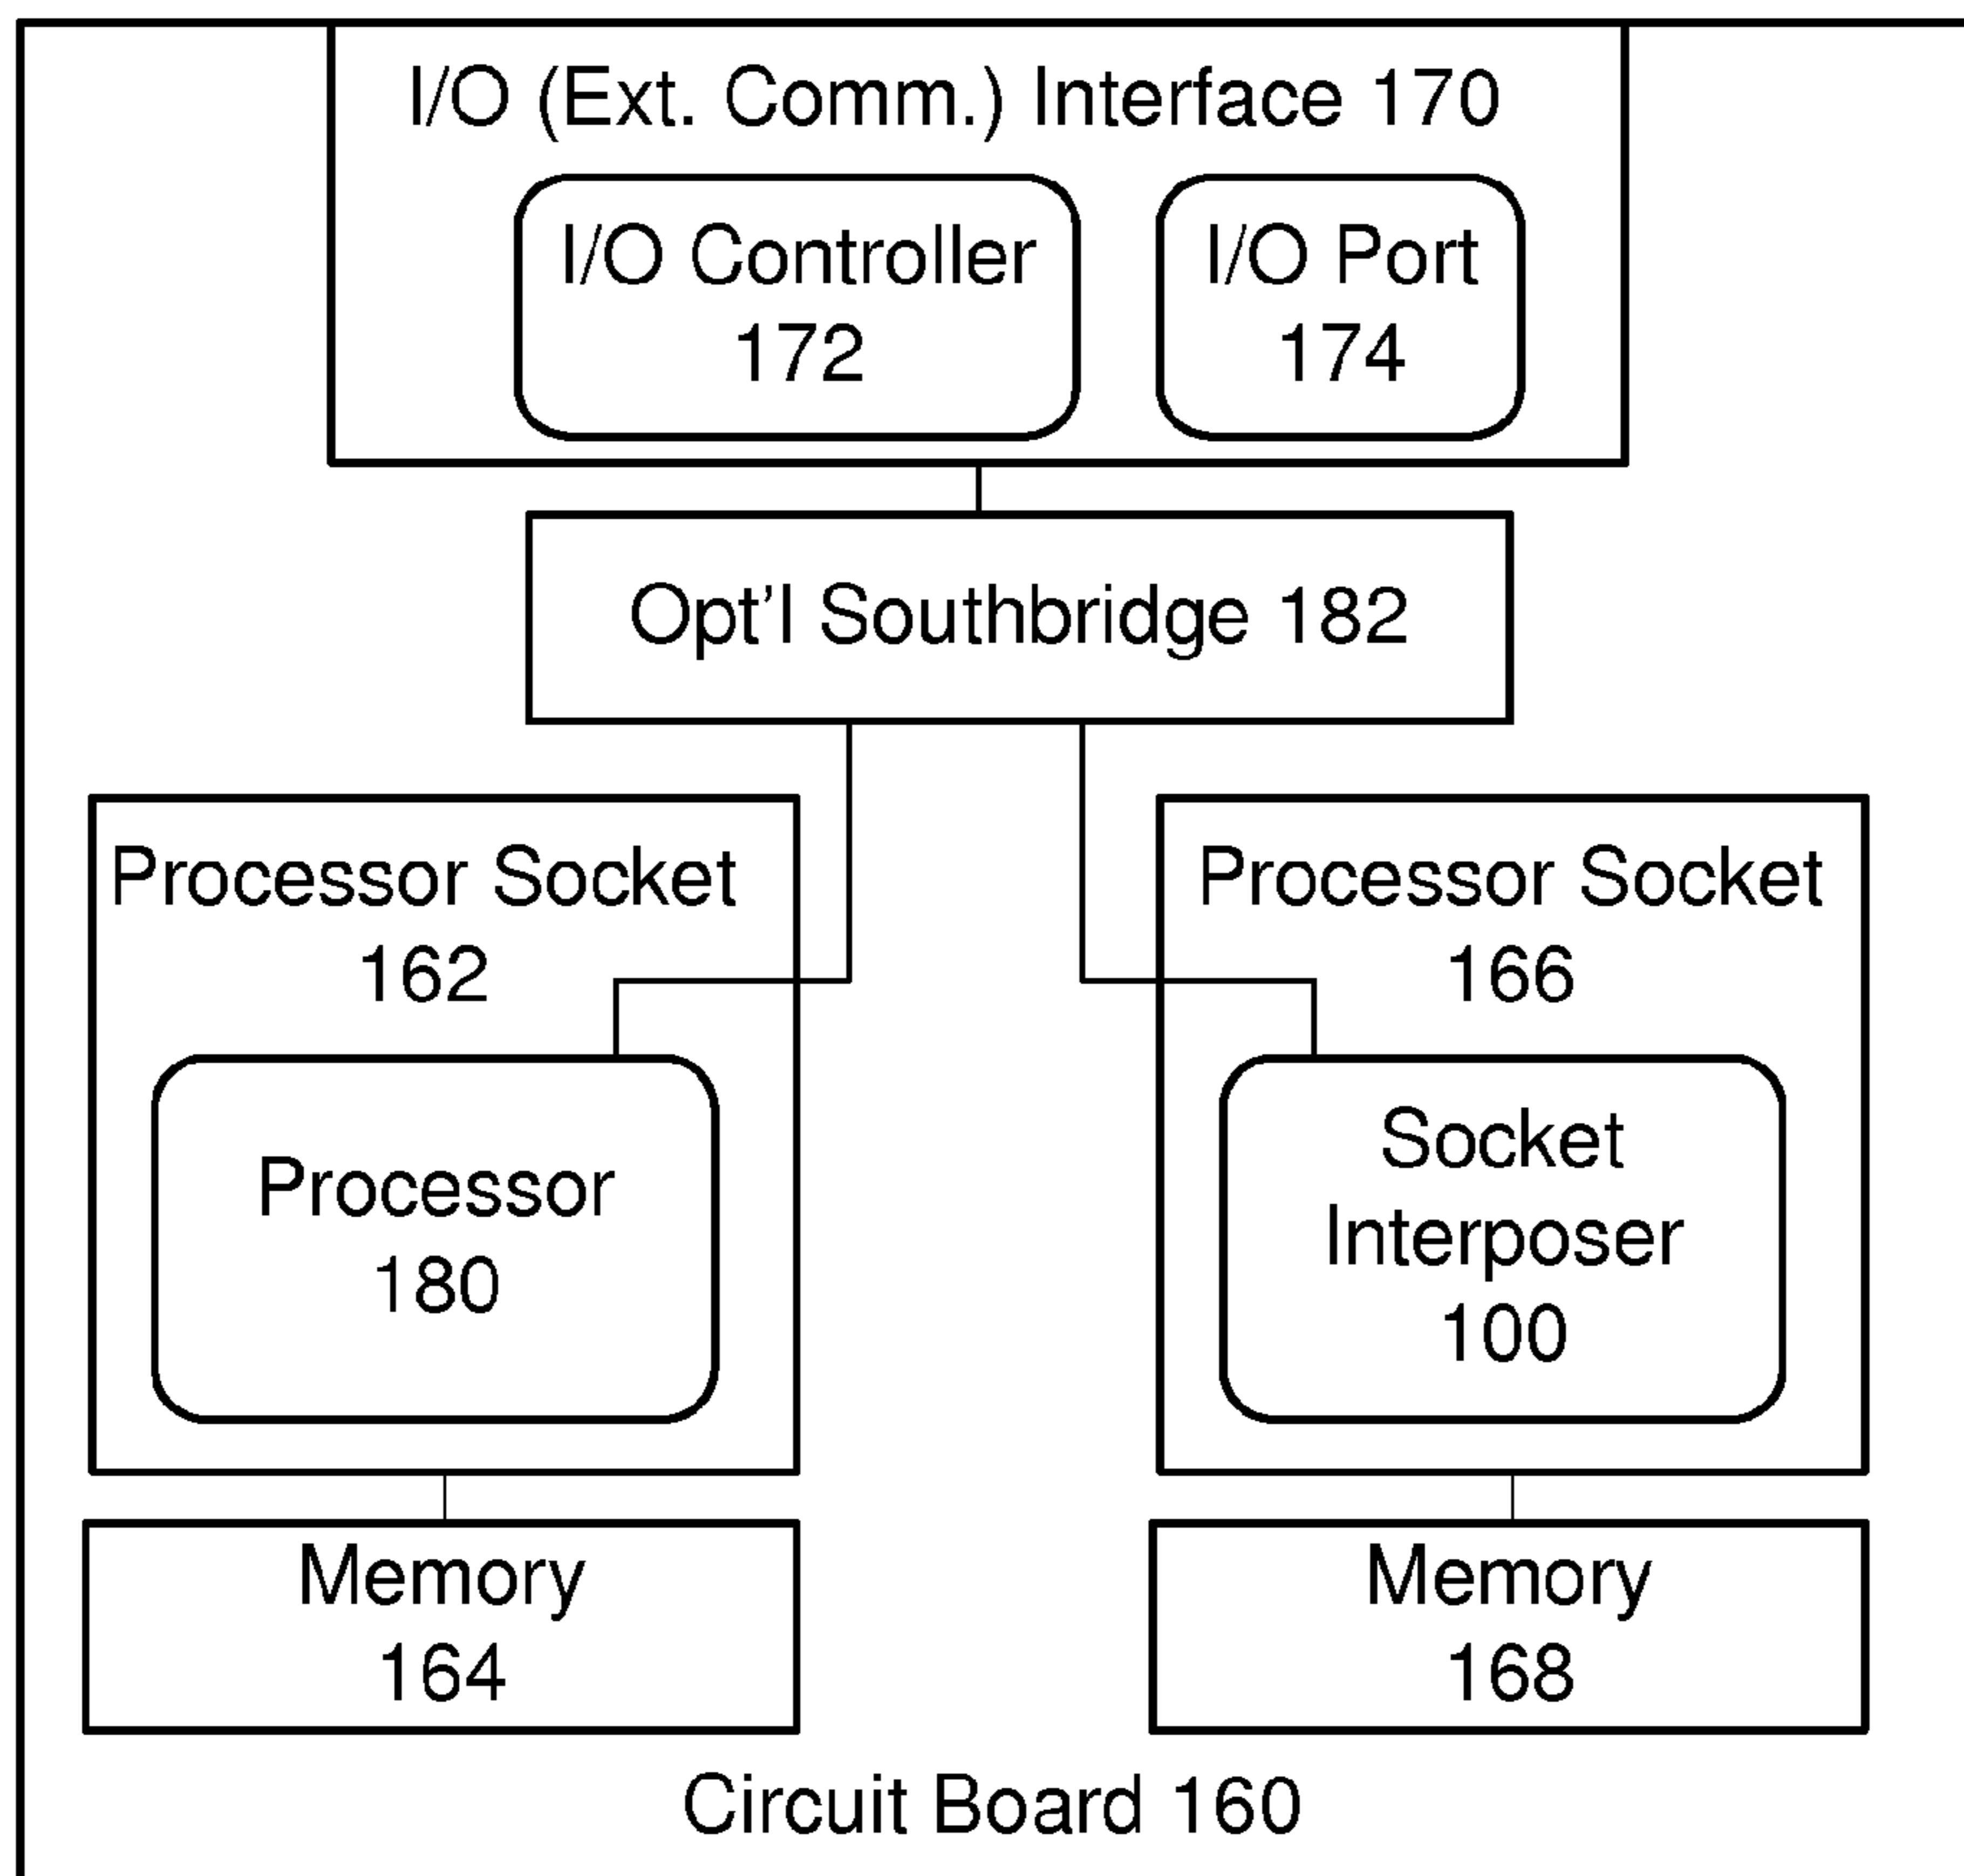 I/O (Ext. Comm.) Interface 170
I/O Controller
172
I/O Port
174
Opt'l Southbridge 182
Processor Socket
162
Processor
180
Processor Socket
166
Socket
Interposer
100
Memory
164
Memory
168
Circuit Board 160